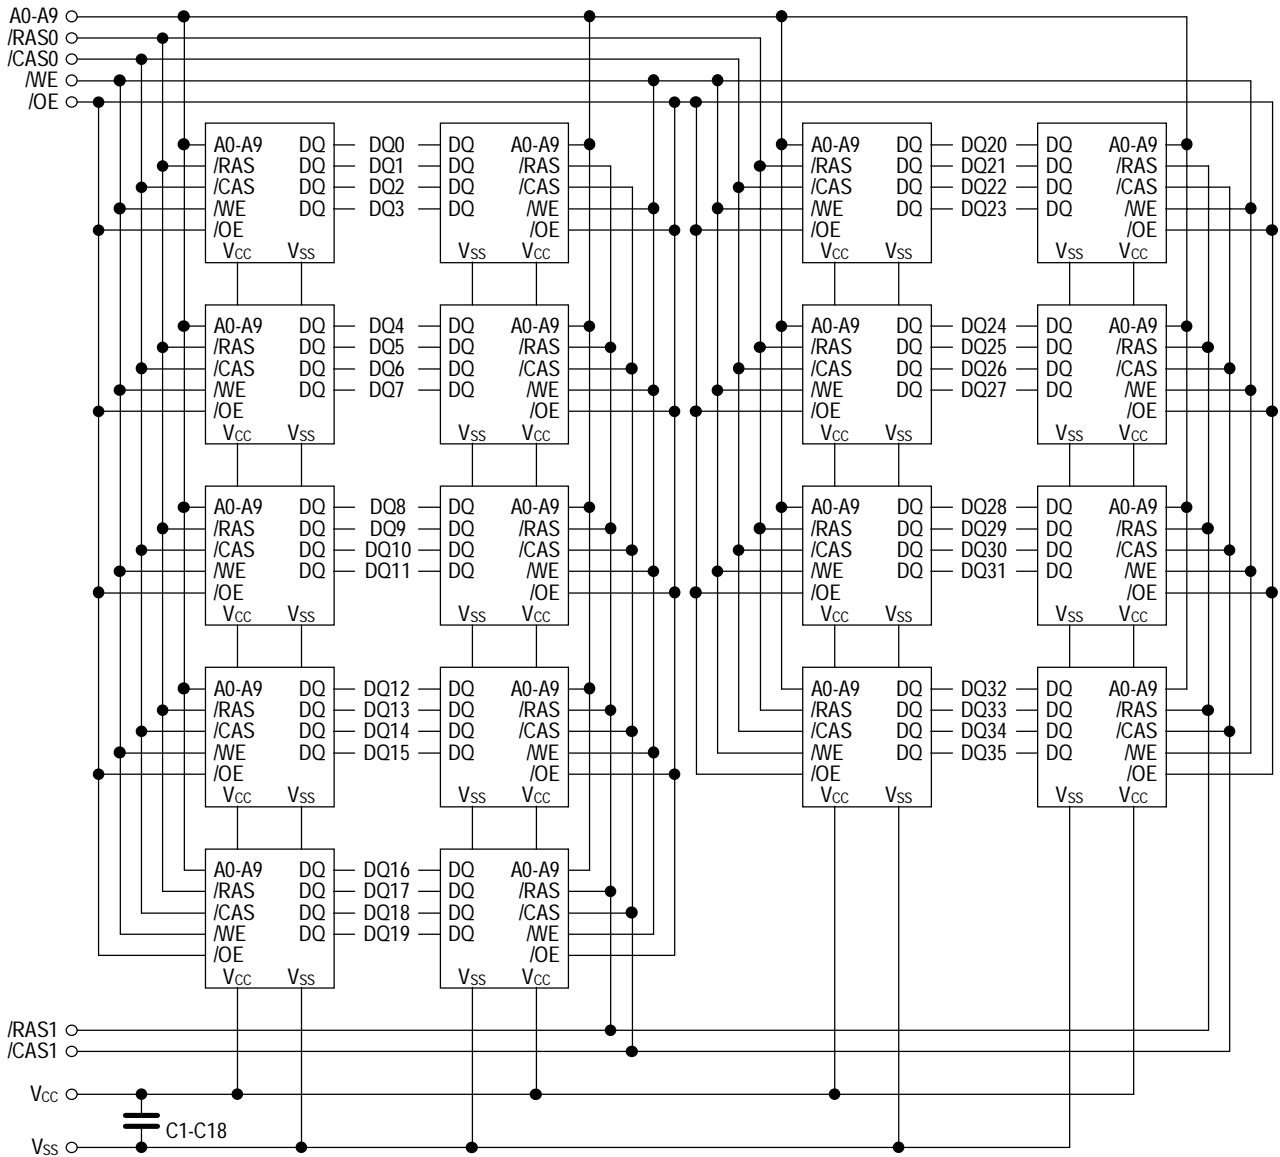 A0-A9
/RAS0
/CAS0
/WE
/OE
A0-A9 DQ DQ0 DQ A0-A9 A0-A9 DQ DQ20 DQ A0-A9
/RAS DQ DQ1 DQ /RAS /RAS DQ DQ21 DQ /RAS
/CAS DQ DQ2 DQ /CAS /CAS DQ DQ22 DQ /CAS
/WE DQ DQ3 DQ /WE /WE DQ DQ23 DQ /WE
/OE /OE /OE /OE
VCC VSS VSS VCC VCC VSS VSS VCC
A0-A9 DQ DQ4 DQ A0-A9 A0-A9 DQ DQ24 DQ A0-A9
/RAS DQ DQ5 DQ /RAS /RAS DQ DQ25 DQ /RAS
/CAS DQ DQ6 DQ /CAS /CAS DQ DQ26 DQ /CAS
/WE DQ DQ7 DQ /WE /WE DQ DQ27 DQ /WE
/OE /OE /OE /OE
VCC VSS VSS VCC VCC VSS VSS VCC
A0-A9 DQ DQ8 DQ A0-A9 A0-A9 DQ DQ28 DQ A0-A9
/RAS DQ DQ9 DQ /RAS /RAS DQ DQ29 DQ /RAS
/CAS DQ DQ10 DQ /CAS /CAS DQ DQ30 DQ /CAS
/WE DQ DQ11 DQ /WE /WE DQ DQ31 DQ /WE
/OE /OE /OE /OE
VCC VSS VSS VCC VCC VSS VSS VCC
A0-A9 DQ DQ12 DQ A0-A9 A0-A9 DQ DQ32 DQ A0-A9
/RAS DQ DQ13 DQ /RAS /RAS DQ DQ33 DQ /RAS
/CAS DQ DQ14 DQ /CAS /CAS DQ DQ34 DQ /CAS
/WE DQ DQ15 DQ /WE /WE DQ DQ35 DQ /WE
/OE /OE /OE /OE
VCC VSS VSS VCC VCC VSS VSS VCC
A0-A9 DQ DQ16 DQ A0-A9
/RAS DQ DQ17 DQ /RAS
/CAS DQ DQ18 DQ /CAS
/WE DQ DQ19 DQ /WE
/OE /OE
VCC VSS VSS VCC
/RAS1
/CAS1
VCC
C1-C18
VSS